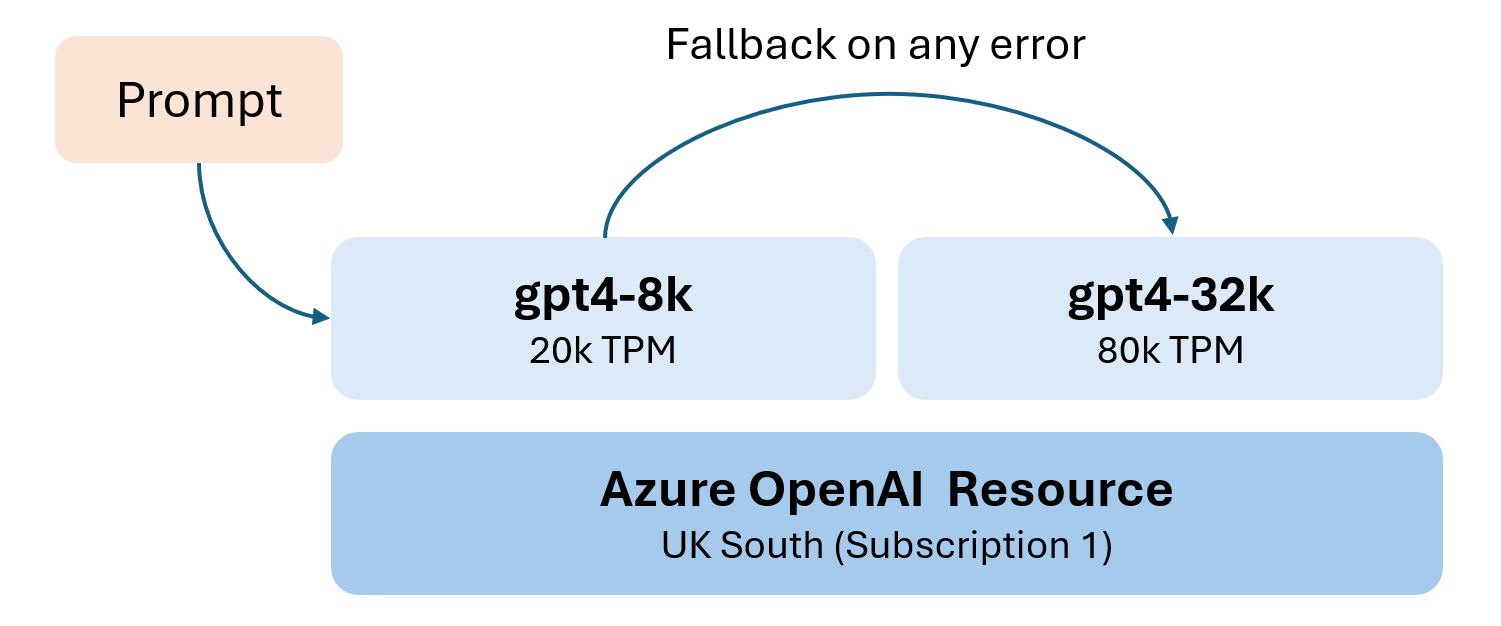 Prompt
Fallback on any error
gpt4-8k
20k TPM
gpt4-32k
80k TPM
Azure OpenAI  Resource
UK South (Subscription 1)